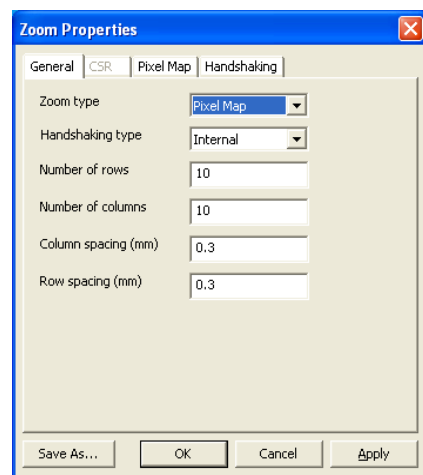 Zoom Properties
General CSR Pixel Map Handshaking
Zoom type Pixel Map
Handshaking type Internal
Number of rows 10
Number of columns 10
Column spacing (mm) 0.3
Row spacing (mm) 0.3
Save As... OK Cancel Apply